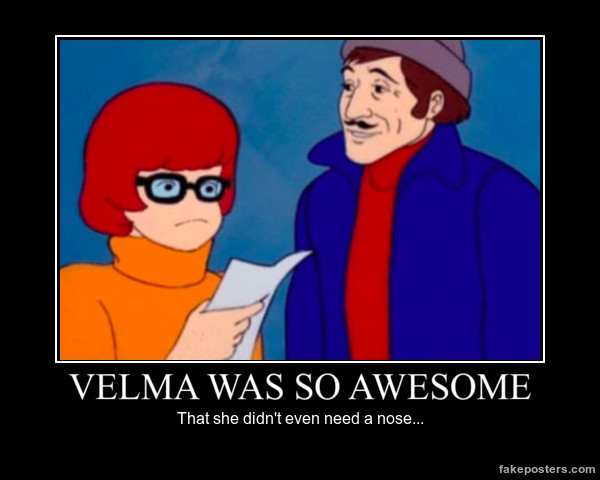 VELMA WAS SO AWESOME
That she didn't even need a nose...
fakeposters.com